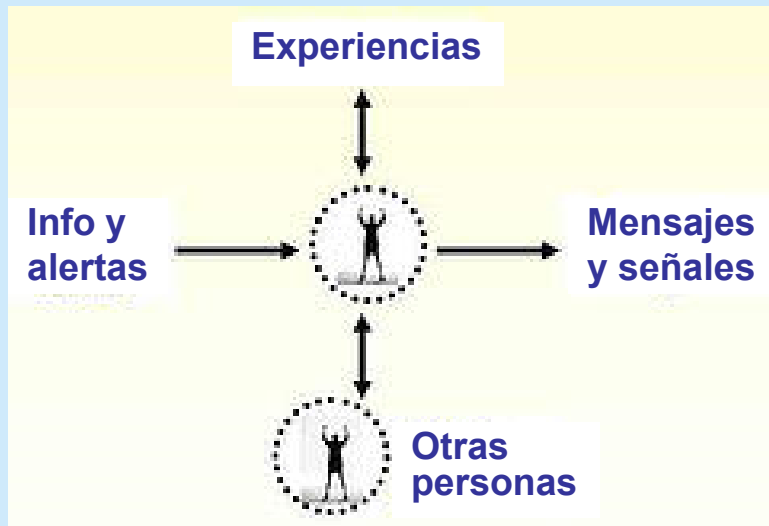 Experiencias
Info y
alertas
Mensajes
y señales
Otras
personas